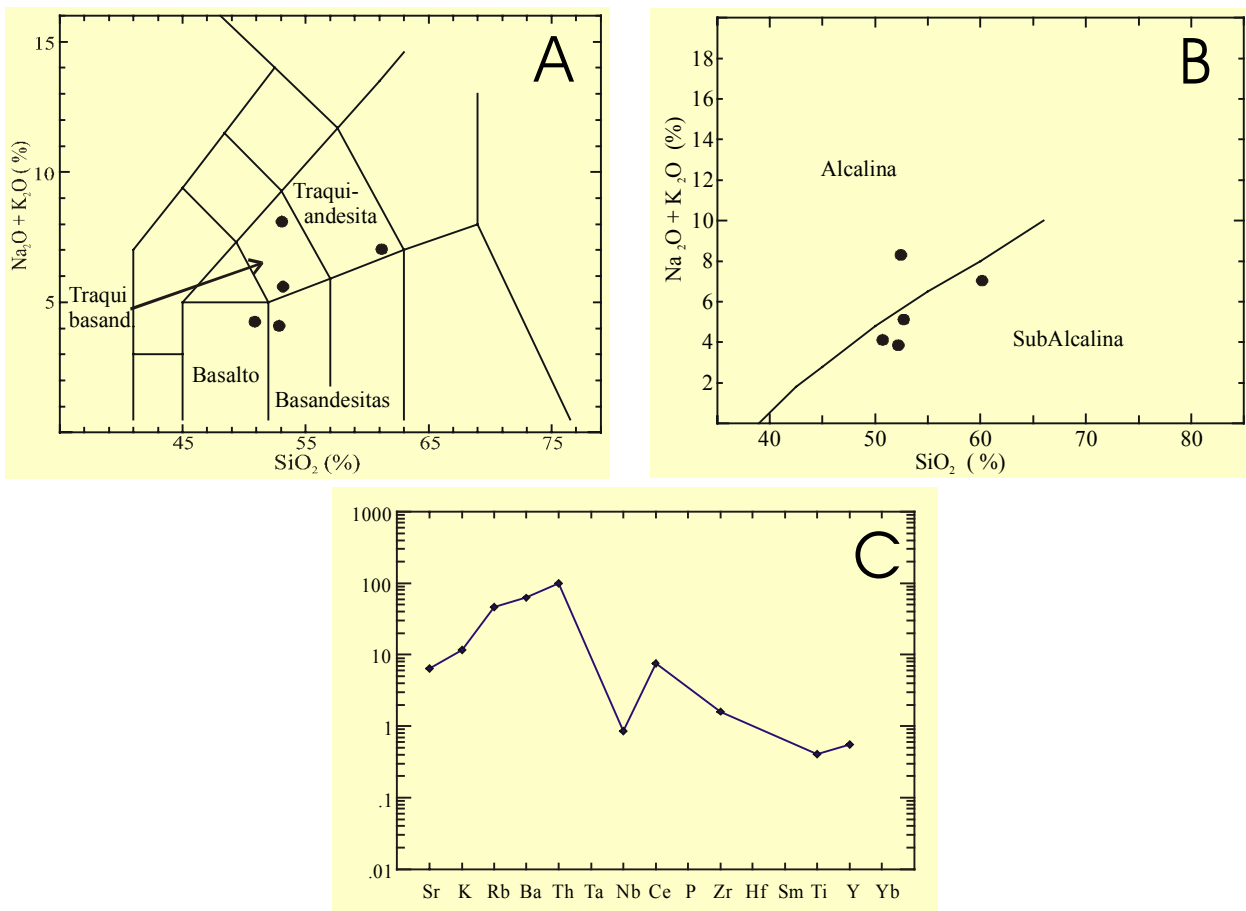 A
15
10
5
Na₂O + K₂O (%)
Traqui-
andesita
Traqui
basand.
Basalto
Basandesitas
45
55
65
75
SiO₂ (%)
B
18
16
14
12
10
8
6
4
2
Na₂O + K₂O (%)
Alcalina
SubAlcalina
40
50
60
70
80
SiO₂ (%)
C
1000
100
10
1
.1
.01
Sr K Rb Ba Th Ta Nb Ce P Zr Hf Sm Ti Y Yb